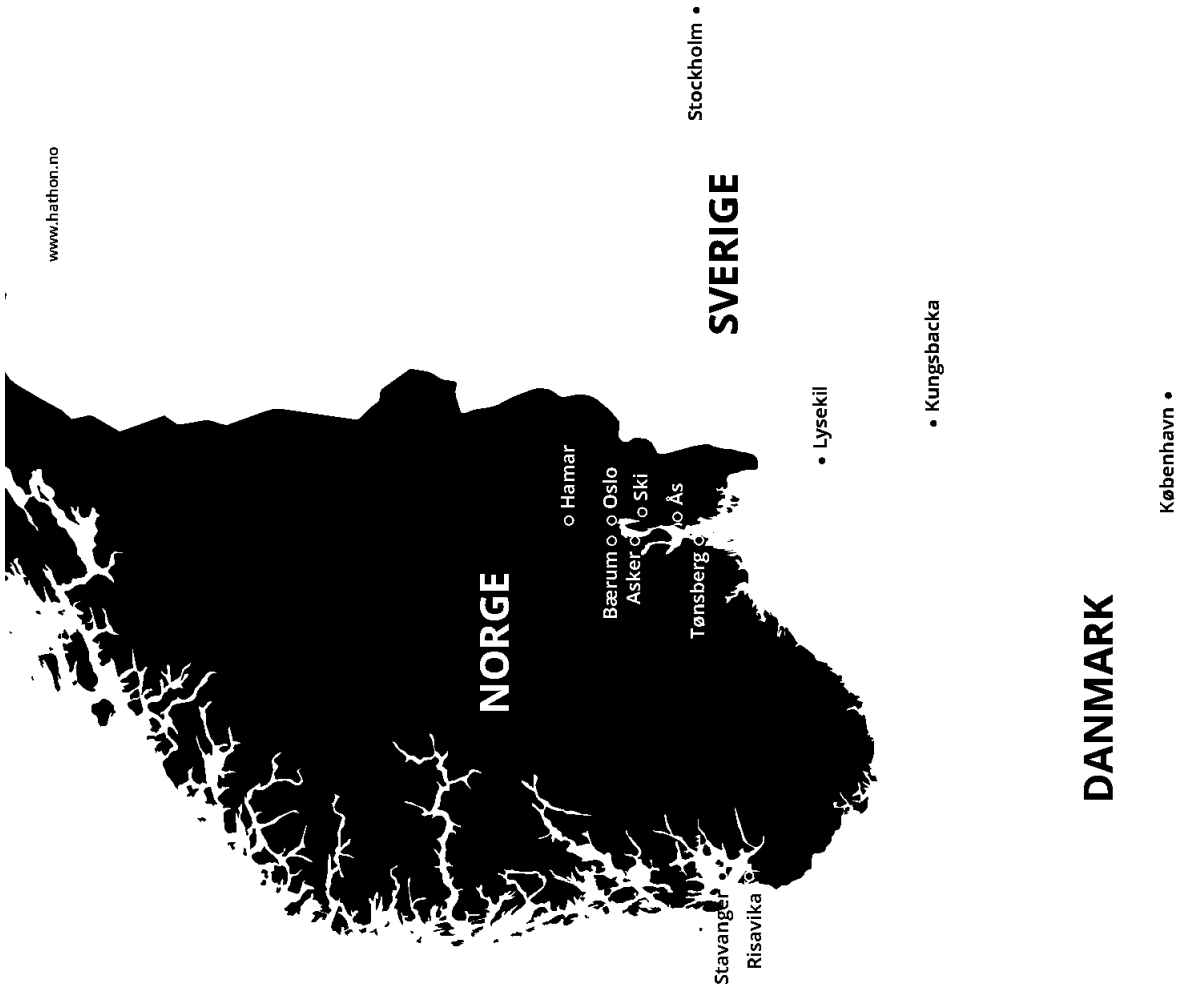 www.hathon.no
NORGE
Hamar
Bærum
Oslo
Asker
Ski
Ås
Tønsberg
Stavanger
Risavika
Stockholm
SVERIGE
Lysekil
Kungsbacka
DANMARK
København